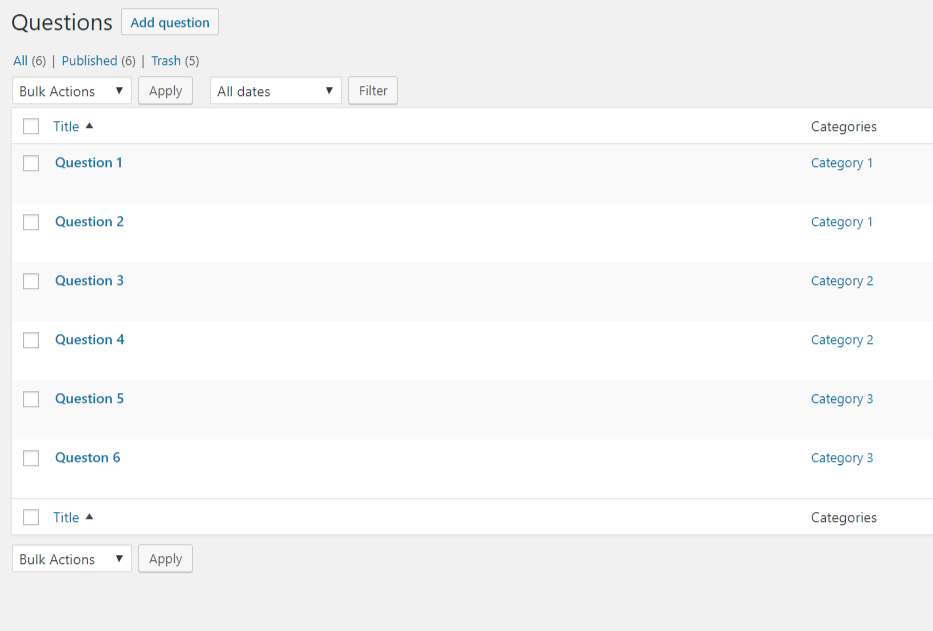 Questions Add question
All (6) | Published (6) | Trash (5)
Bulk Actions Apply All dates Filter
Title Categories
Question 1 Category 1
Question 2 Category 1
Question 3 Category 2
Question 4 Category 2
Question 5 Category 3
Queston 6 Category 3
Title Categories
Bulk Actions Apply